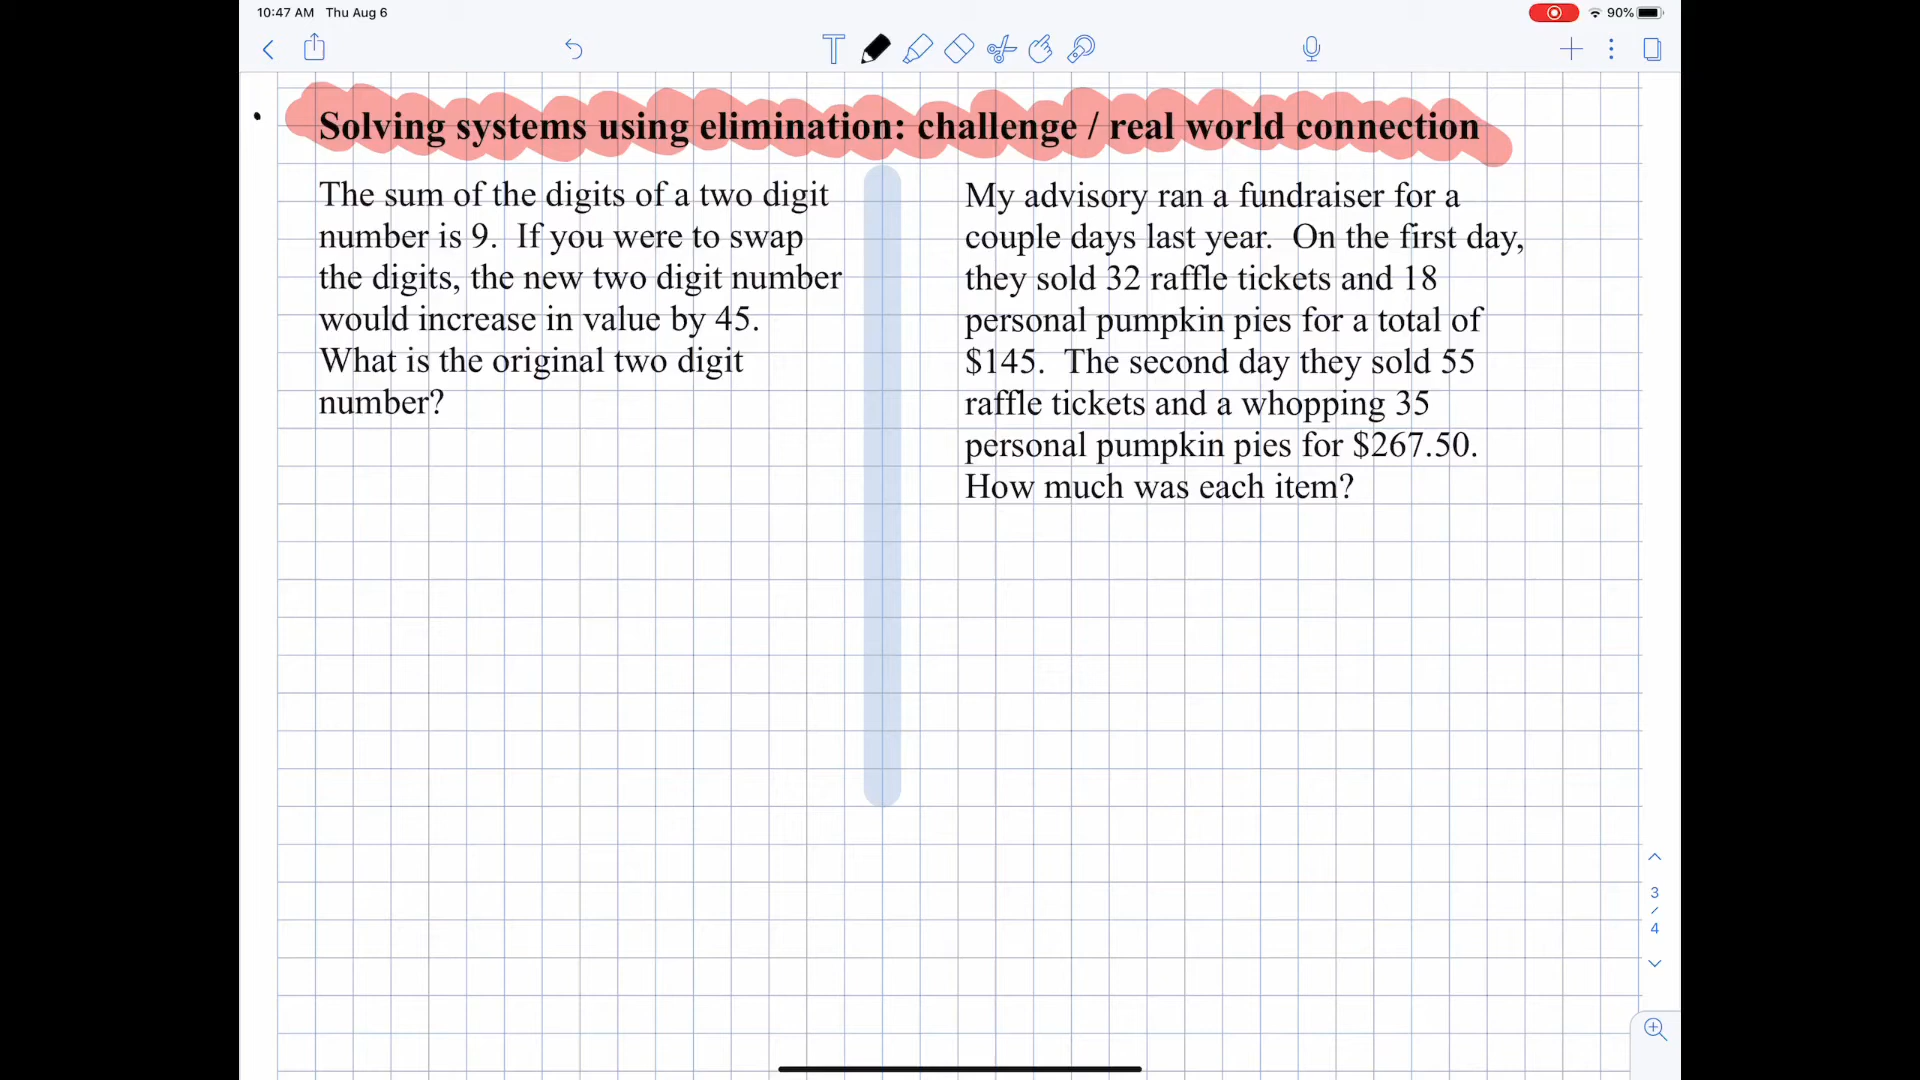 10:47 AM Thu Aug 6
90%
Solving systems using elimination: challenge / real world connection
The sum of the digits of a two digit
number is 9. If you were to swap
the digits, the new two digit number
would increase in value by 45.
What is the original two digit
number?
My advisory ran a fundraiser for a
couple days last year. On the first day,
they sold 32 raffle tickets and 18
personal pumpkin pies for a total of
$145. The second day they sold 55
raffle tickets and a whopping 35
personal pumpkin pies for $267.50.
How much was each item?
3
/
4